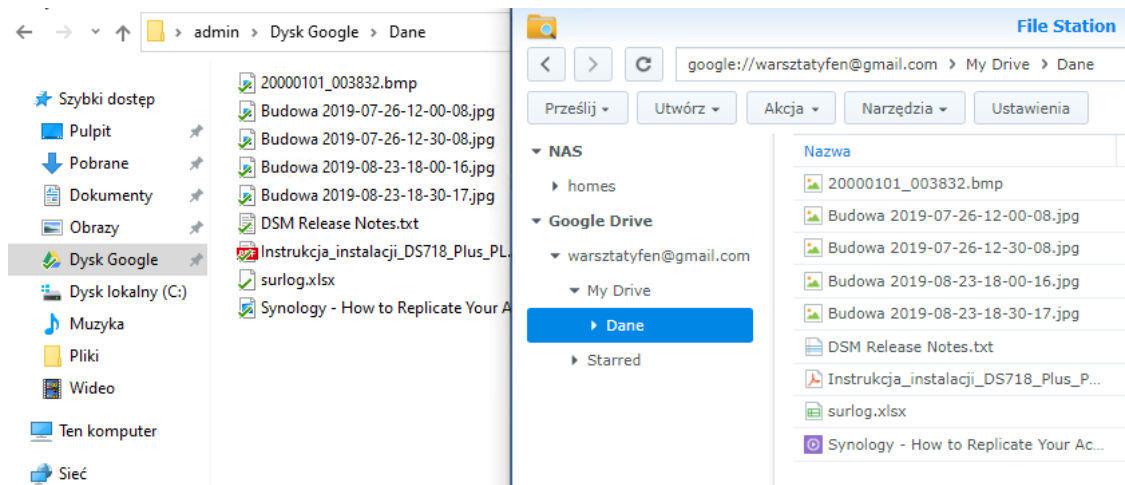 admin > Dysk Google > Dane
Szybki dostęp
Pulpit
Pobrane
Dokumenty
Obrazy
Dysk Google
Dysk lokalny (C:)
Muzyka
Pliki
Wideo
Ten komputer
Sieć
20000101_003832.bmp
Budowa 2019-07-26-12-00-08.jpg
Budowa 2019-07-26-12-30-08.jpg
Budowa 2019-08-23-18-00-16.jpg
Budowa 2019-08-23-18-30-17.jpg
DSM Release Notes.txt
Instrukcja_instalacji_DS718_Plus_PL.
surlog.xlsx
Synology - How to Replicate Your A
File Station
google://warsztatyfen@gmail.com > My Drive > Dane
Prześlij Utwórz Akcja Narzędzia Ustawienia
NAS
homes
Google Drive
warsztatyfen@gmail.com
My Drive
Dane
Starred
Nazwa
20000101_003832.bmp
Budowa 2019-07-26-12-00-08.jpg
Budowa 2019-07-26-12-30-08.jpg
Budowa 2019-08-23-18-00-16.jpg
Budowa 2019-08-23-18-30-17.jpg
DSM Release Notes.txt
Instrukcja_instalacji_DS718_Plus_P...
surlog.xlsx
Synology - How to Replicate Your Ac...